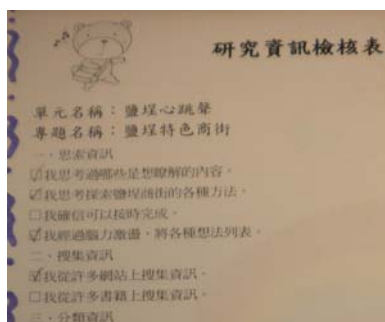 研究資訊檢核表
單元名稱：鹽埕心跳聲
專題名稱：鹽埕特色商街
一、思索資訊
☑我思考過哪些是想瞭解的內容。
☑我思考探索鹽埕商街的各種方法。
☐我確信可以按時完成。
☑我經過腦力激盪，將各種想法列表。
二、搜集資訊
☑我從許多網站上搜集資訊。
☐我從許多書籍上搜集資訊。
三、分類資訊